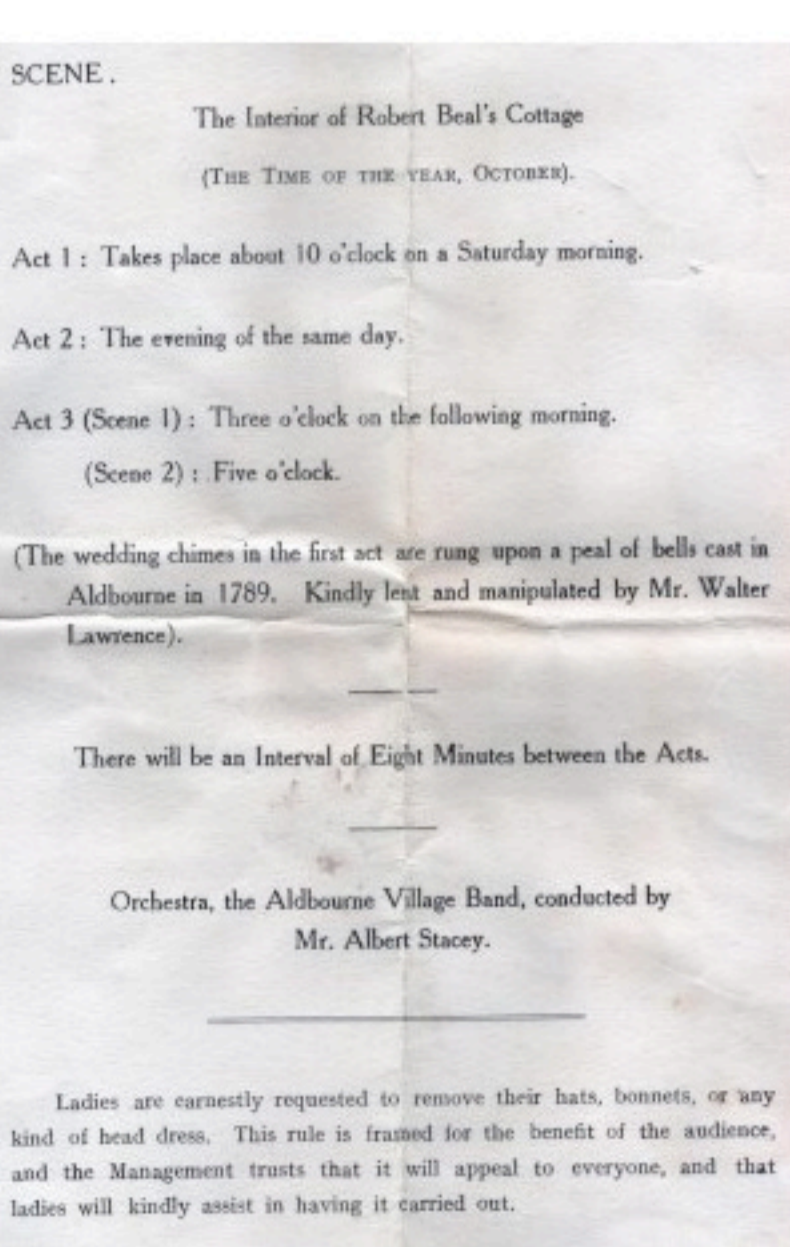 SCENE.
The Interior of Robert Beal's Cottage
(THE TIME OF THE YEAR, OCTOBER).
Act 1 : Takes place about 10 o'clock on a Saturday morning.
Act 2 : The evening of the same day.
Act 3 (Scene 1) : Three o'clock on the following morning.
(Scene 2) : Five o'clock.
(The wedding chimes in the first act are rung upon a peal of bells cast in
Aldbourne in 1789. Kindly lent and manipulated by Mr. Walter
Lawrence).
There will be an Interval of Eight Minutes between the Acts.
Orchestra, the Aldbourne Village Band, conducted by
Mr. Albert Stacey.
Ladies are earnestly requested to remove their hats, bonnets, or any
kind of head dress. This rule is framed for the benefit of the audience,
and the Management trusts that it will appeal to everyone, and that
ladies will kindly assist in having it carried out.